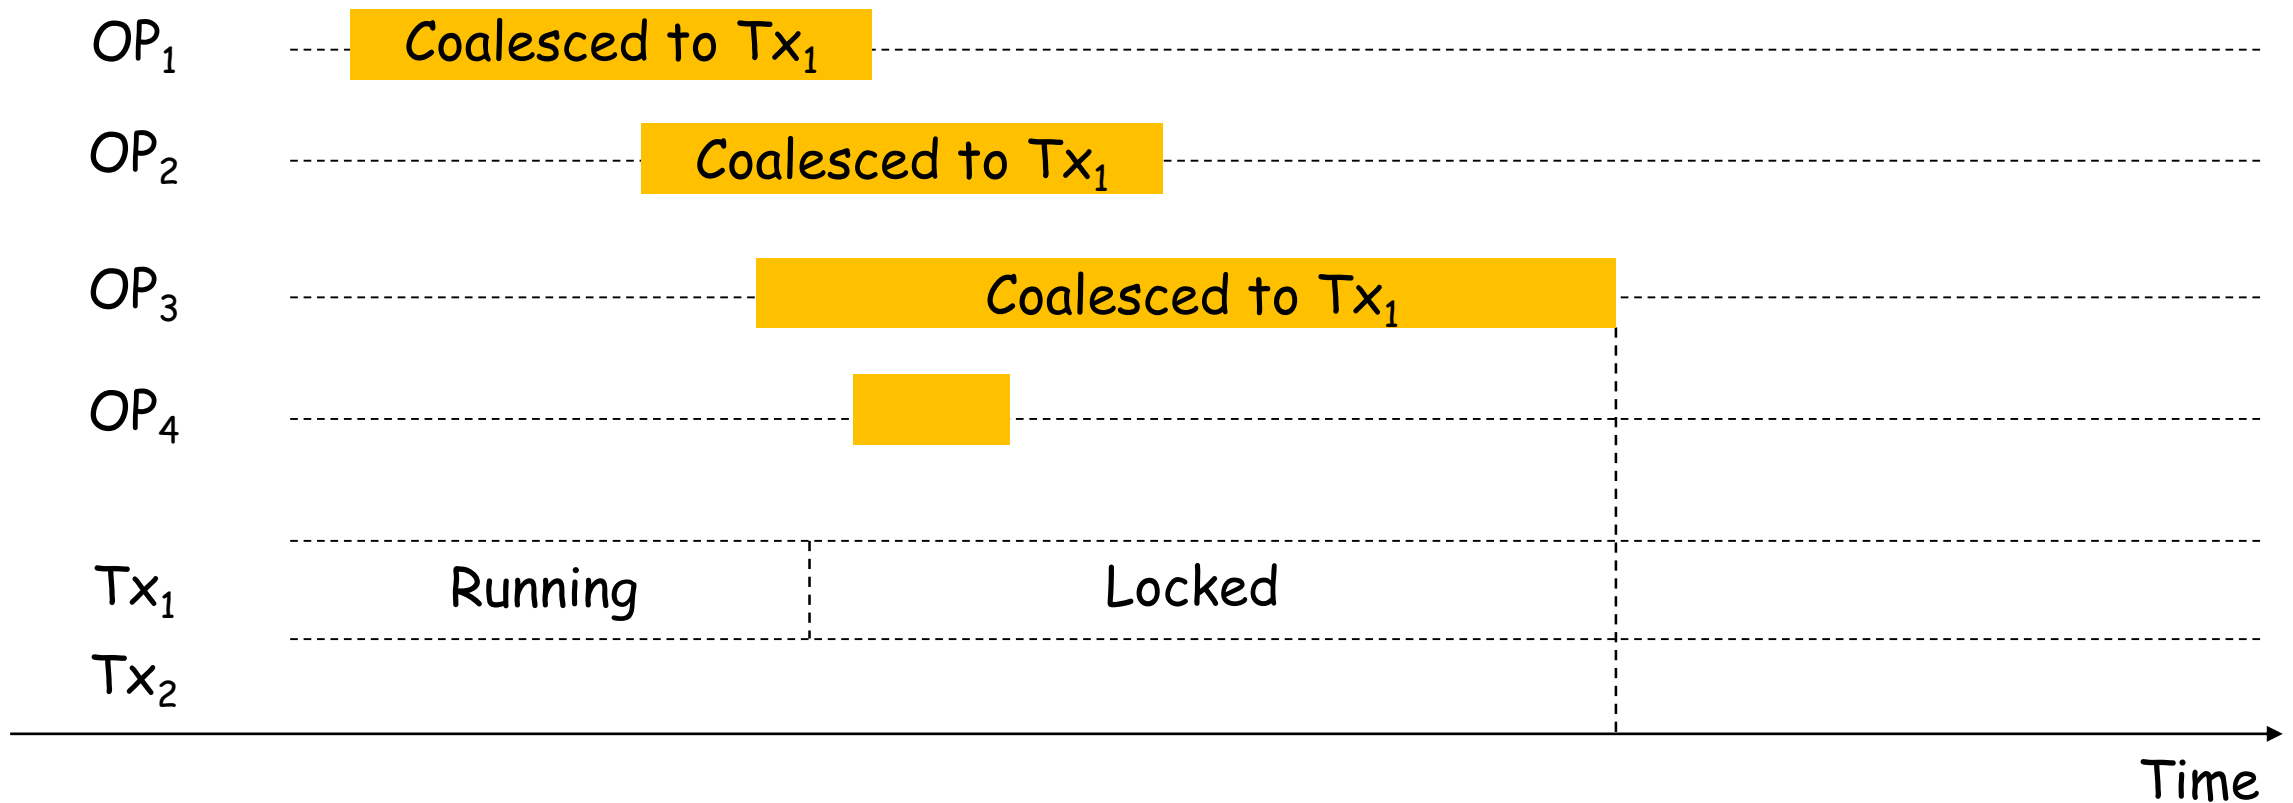 OP₁ Coalesced to Tx₁
OP₂ Coalesced to Tx₁
OP₃ Coalesced to Tx₁
OP₄
Tx₁ Running Locked
Tx₂
Time